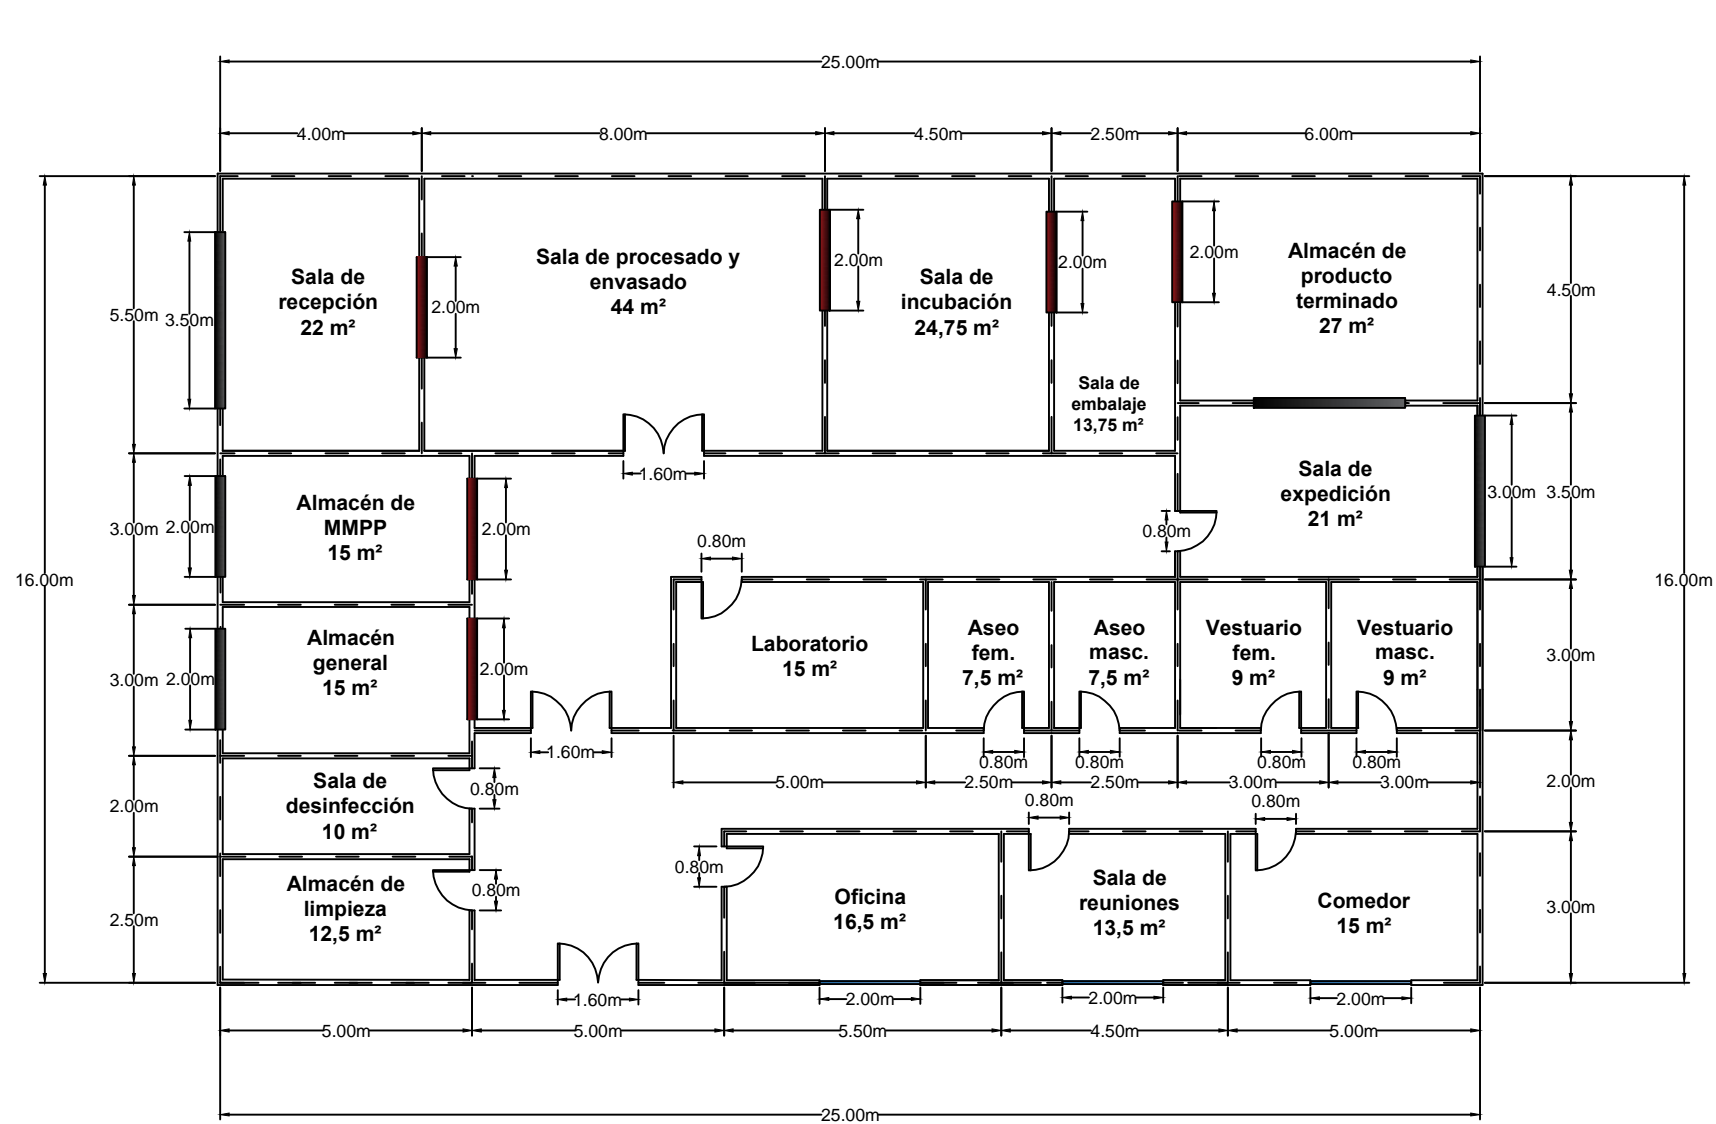 25.00m
4.00m
8.00m
4.50m
2.50m
6.00m
Sala de
recepción
22 m²
Sala de procesado y
envasado
44 m²
Sala de
incubación
24,75 m²
Sala de
embalaje
13,75 m²
Almacén de
producto
terminado
27 m²
5.50m
3.50m
2.00m
2.00m
2.00m
2.00m
4.50m
1.60m
Almacén de
MMPP
15 m²
Sala de
expedición
21 m²
3.00m
2.00m
2.00m
0.80m
0.80m
3.00m
3.50m
16.00m
16.00m
Almacén
general
15 m²
Laboratorio
15 m²
Aseo
fem.
7,5 m²
Aseo
masc.
7,5 m²
Vestuario
fem.
9 m²
Vestuario
masc.
9 m²
3.00m
2.00m
2.00m
3.00m
1.60m
0.80m
0.80m
0.80m
0.80m
5.00m
2.50m
2.50m
3.00m
3.00m
2.00m
Sala de
desinfección
10 m²
2.00m
0.80m
0.80m
0.80m
0.80m
Almacén de
limpieza
12,5 m²
2.50m
0.80m
Oficina
16,5 m²
Sala de
reuniones
13,5 m²
Comedor
15 m²
3.00m
1.60m
2.00m
2.00m
2.00m
5.00m
5.00m
5.50m
4.50m
5.00m
25.00m